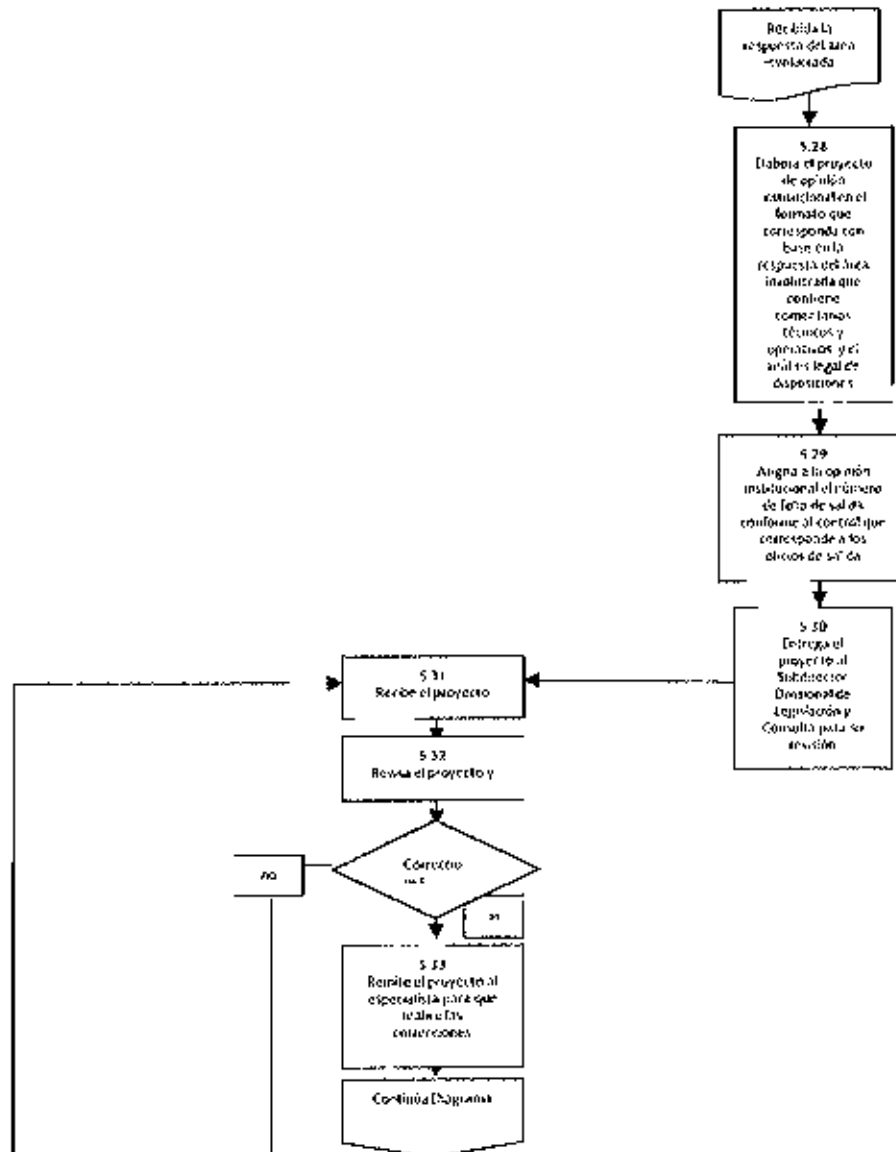 Recibida la
respuesta del área
involucrada
5.28
Elabora el proyecto
de opinión
institucional en el
formato que
corresponda con
base en la
respuesta del área
involucrada que
contiene
comentarios
técnicos y
operativos, y el
análisis legal de
disposiciones
5.29
Asigna a la opinión
institucional el número
de folio de salida
conforme al control que
corresponde a los
oficios de salida
5.30
Entrega el
proyecto al
Subdirector
Divisional de
Legislación y
Consulta para su
revisión
5.31
Recibe el proyecto
5.32
Revisa el proyecto y
no
Correccio
si
5.33
Remite el proyecto al
especialista para que
realice las
correcciones
Continúa Diagrama